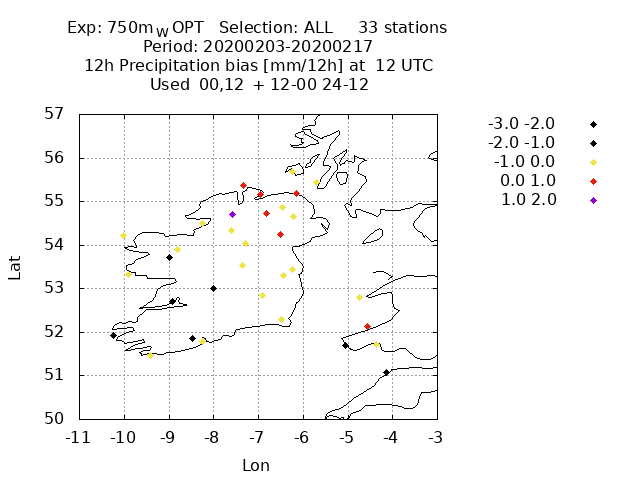 Exp: 750m_W OPT   Selection: ALL     33 stations
Period: 20200203-20200217
12h Precipitation bias [mm/12h] at  12 UTC
Used  00,12  + 12-00 24-12
-3.0 -2.0
-2.0 -1.0
-1.0 0.0
0.0 1.0
1.0 2.0
57
56
55
54
53
52
51
50
Lat
-11 -10 -9 -8 -7 -6 -5 -4 -3
Lon